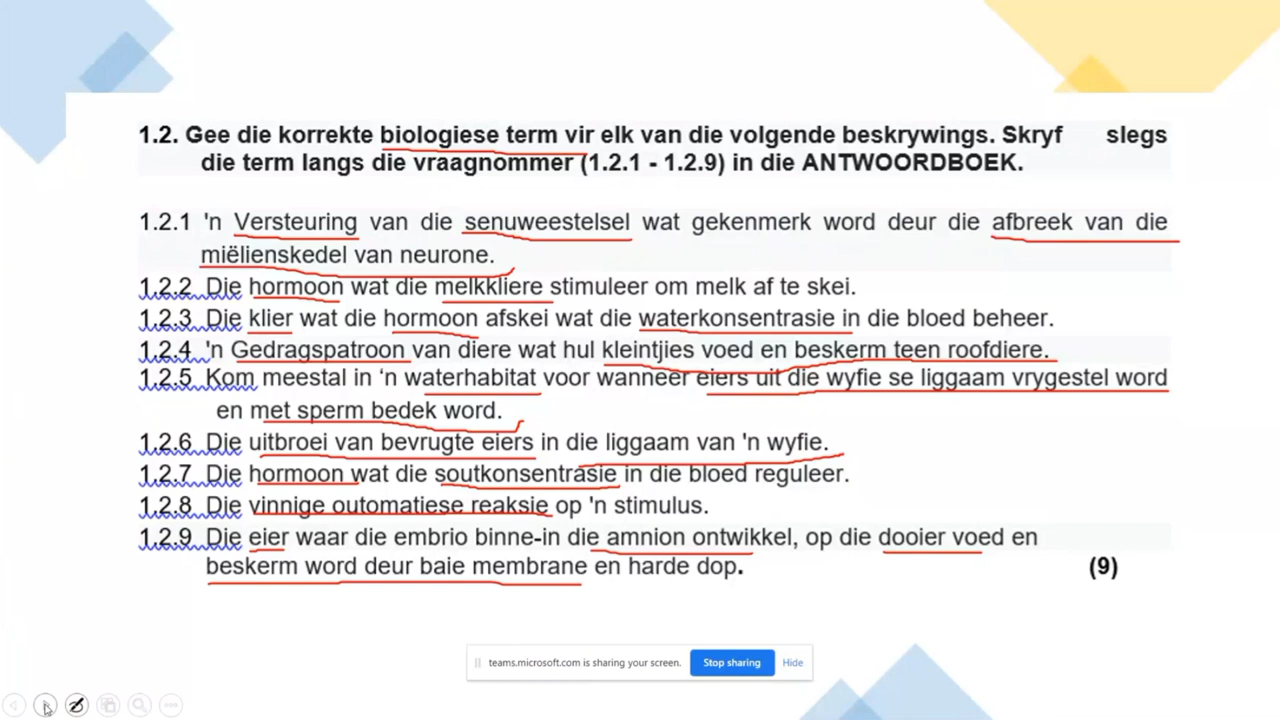 1.2. Gee die korrekte biologiese term vir elk van die volgende beskrywings. Skryf slegs
die term langs die vraagnommer (1.2.1 - 1.2.9) in die ANTWOORDBOEK.
1.2.1 'n Versteuring van die senuweestelsel wat gekenmerk word deur die afbreek van die
miëlienskedel van neurone.
1.2.2 Die hormoon wat die melkkliere stimuleer om melk af te skei.
1.2.3 Die klier wat die hormoon afskei wat die waterkonsentrasie in die bloed beheer.
1.2.4 'n Gedragspatroon van diere wat hul kleintjies voed en beskerm teen roofdiere.
1.2.5 Kom meestal in ‘n waterhabitat voor wanneer eiers uit die wyfie se liggaam vrygestel word
en met sperm bedek word.
1.2.6 Die uitbroei van bevrugte eiers in die liggaam van 'n wyfie.
1.2.7 Die hormoon wat die soutkonsentrasie in die bloed reguleer.
1.2.8 Die vinnige outomatiese reaksie op 'n stimulus.
1.2.9 Die eier waar die embrio binne-in die amnion ontwikkel, op die dooier voed en
beskerm word deur baie membrane en harde dop. (9)
teams.microsoft.com is sharing your screen. Stop sharing Hide